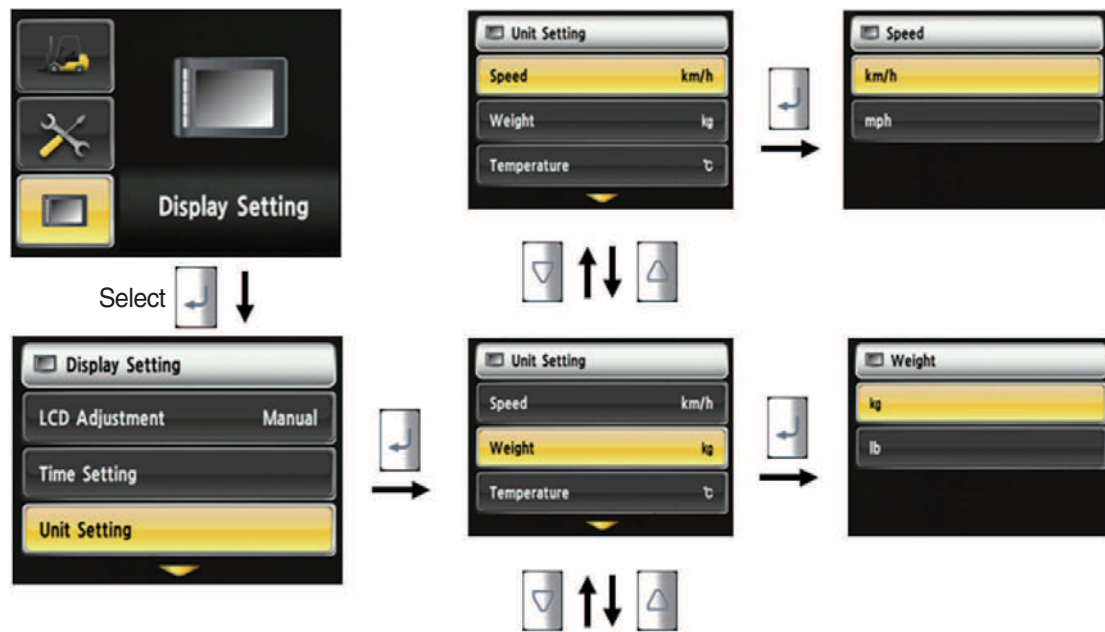 Display Setting
Select
Display Setting
LCD Adjustment Manual
Time Setting
Unit Setting
Unit Setting
Speed km/h
Weight kg
Temperature ℃
Speed
km/h
mph
Unit Setting
Speed km/h
Weight kg
Temperature ℃
Weight
kg
lb